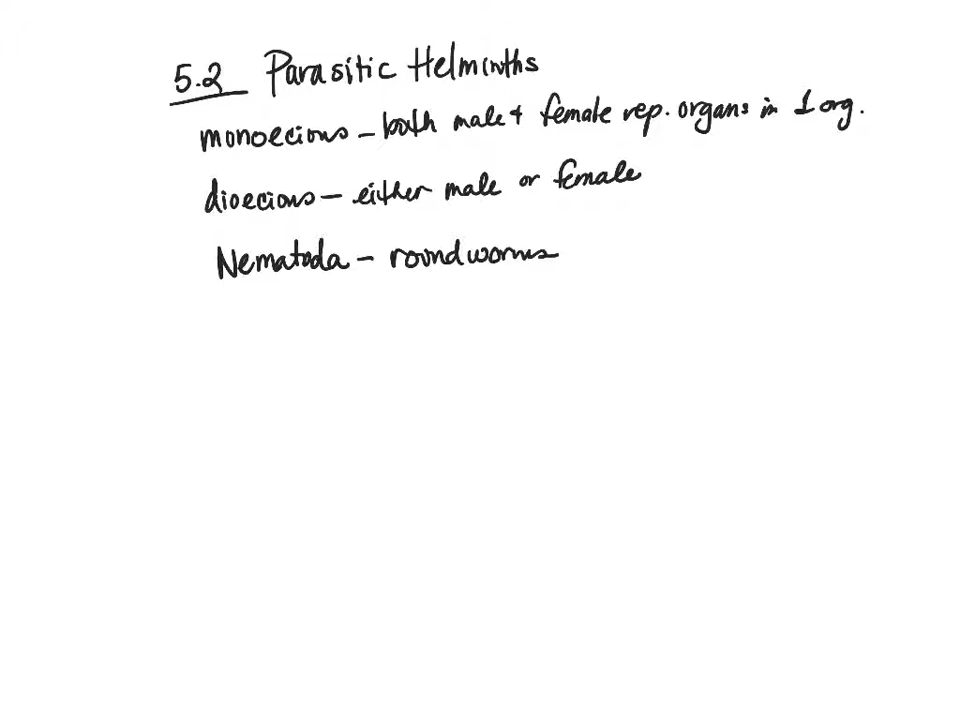 5.2 Parasitic Helminths
monoecious - both male + female rep. organs in 1 org.
dioecious - either male or female
Nematoda - roundworms